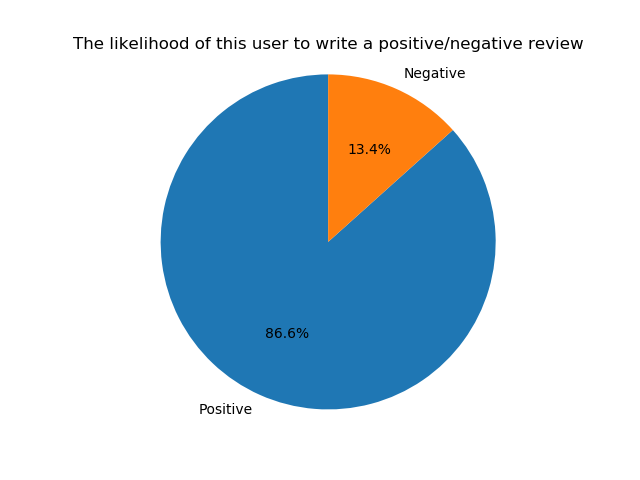 The likelihood of this user to write a positive/negative review
Negative
13.4%
86.6%
Positive